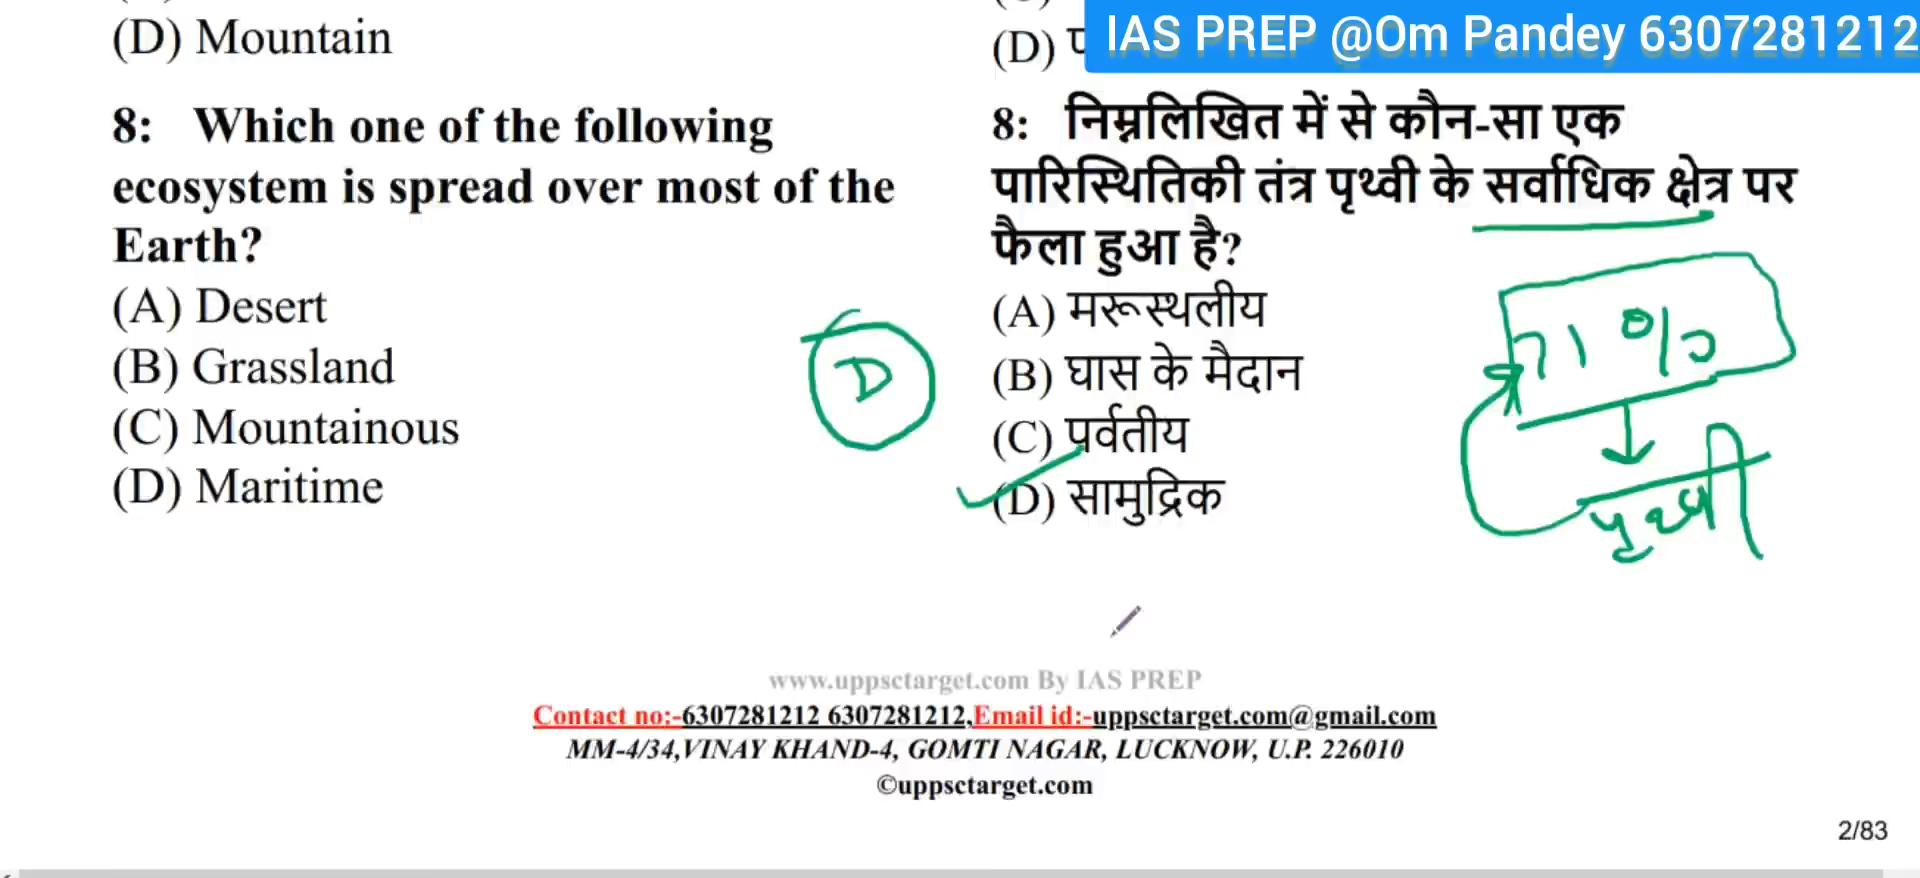 (D) Mountain
8: Which one of the following
ecosystem is spread over most of the
Earth?
(A) Desert
(B) Grassland
(C) Mountainous
(D) Maritime
D
(D)
IAS PREP @Om Pandey 6307281212
8: निम्नलिखित में से कौन-सा एक
पारिस्थितिकी तंत्र पृथ्वी के सर्वाधिक क्षेत्र पर
फैला हुआ है?
(A) मरूस्थलीय
(B) घास के मैदान
(C) पर्वतीय
(D) सामुद्रिक
71 %
पृथ्वी
www.uppsctarget.com By IAS PREP
Contact no:-6307281212 6307281212,Email id:-uppsctarget.com@gmail.com
MM-4/34,VINAY KHAND-4, GOMTI NAGAR, LUCKNOW, U.P. 226010
©uppsctarget.com
2/83